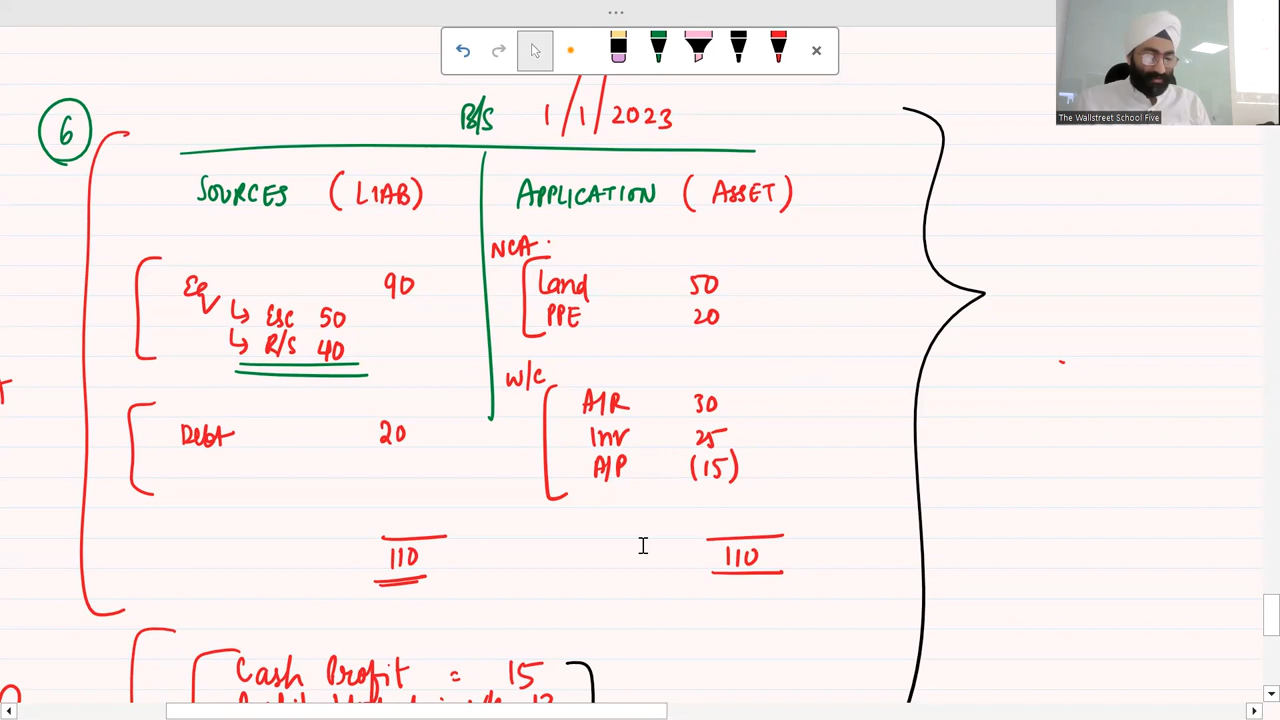 B/S 1/1/2023
The Wallstreet School Five
6
SOURCES (LIAB) APPLICATION (ASSET)
NCA:
Eq 90 Land 50
↳ ESC 50 PPE 20
↳ R/S 40
W/C
A/R 30
Debt 20 Inv 25
A/P (15)
110 110
Cash Profit = 15